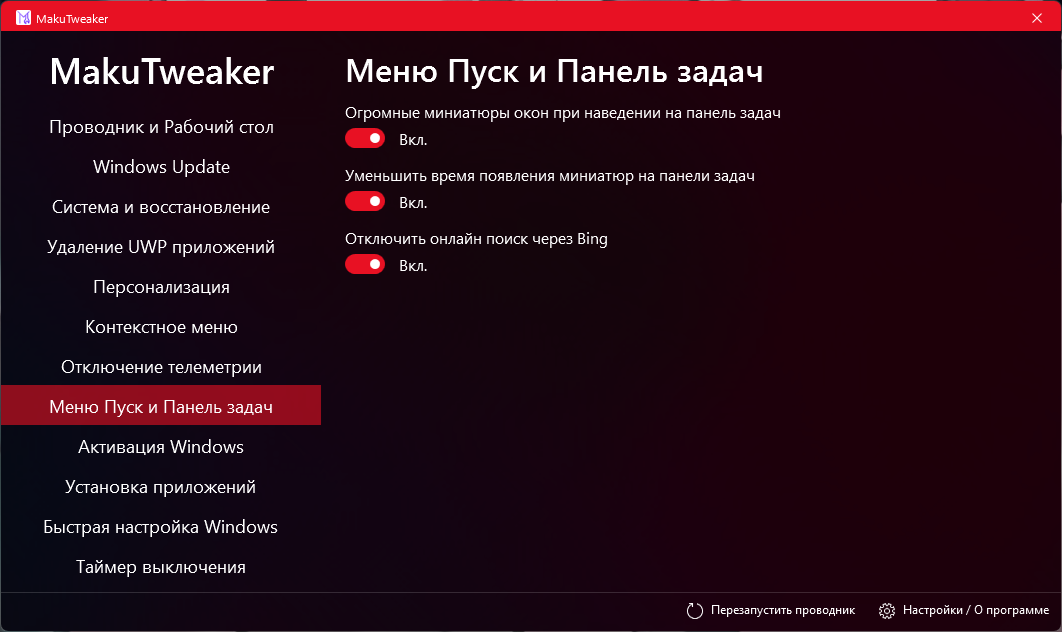 MakuTweaker
MakuTweaker
Проводник и Рабочий стол
Windows Update
Система и восстановление
Удаление UWP приложений
Персонализация
Контекстное меню
Отключение телеметрии
Меню Пуск и Панель задач
Активация Windows
Установка приложений
Быстрая настройка Windows
Таймер выключения
Меню Пуск и Панель задач
Огромные миниатюры окон при наведении на панель задач
Вкл.
Уменьшить время появления миниатюр на панели задач
Вкл.
Отключить онлайн поиск через Bing
Вкл.
Перезапустить проводник
Настройки / О программе